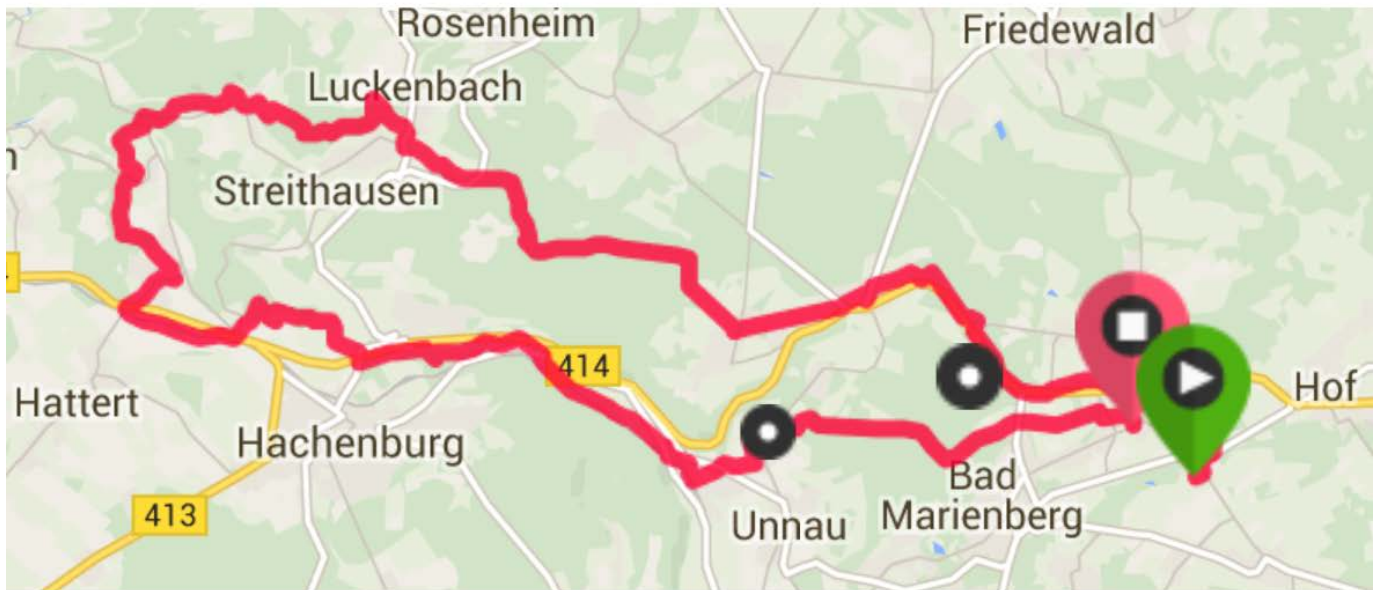 Rosenheim
Friedewald
Luckenbach
n
Streithausen
414
Hattert
Hof
Hachenburg
Bad
Marienberg
413
Unnau